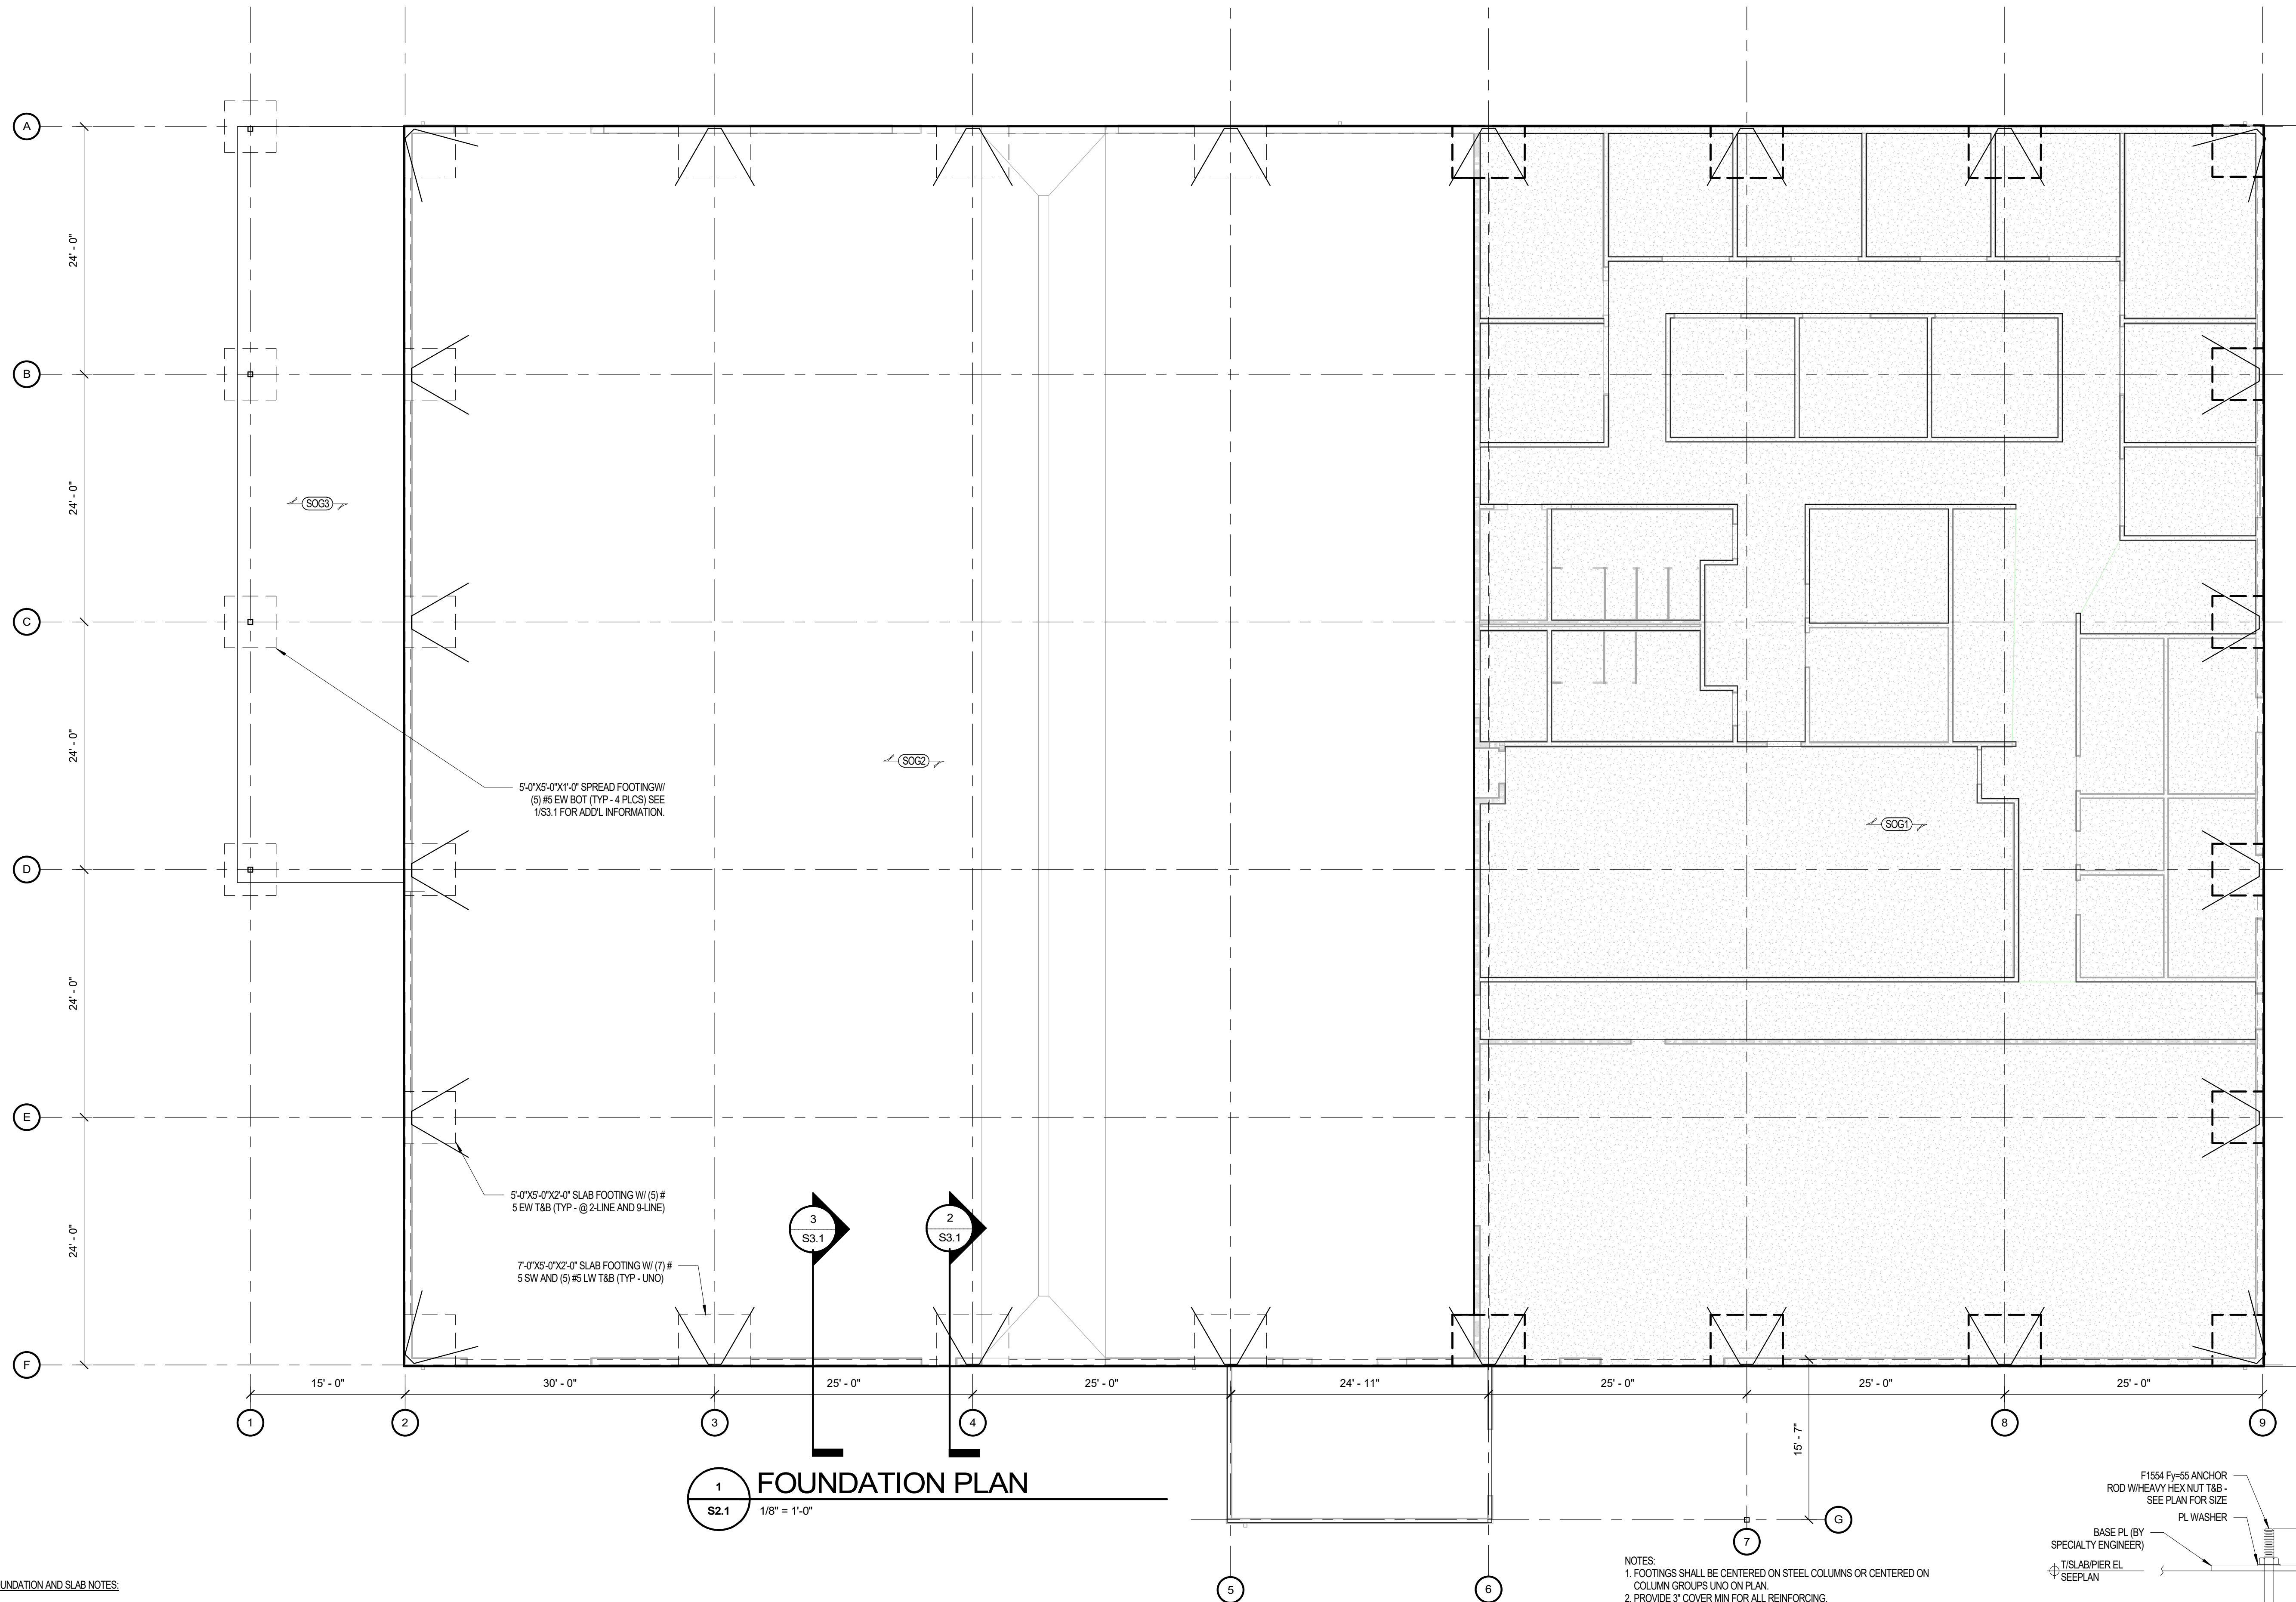 A
24' - 0"
B
24' - 0"
SOG3
C
24' - 0"
SOG2
5'-0"X5'-0"X1'-0" SPREAD FOOTINGW/
(5) #5 EW BOT (TYP - 4 PLCS) SEE
1/S3.1 FOR ADD'L INFORMATION.
SOG1
D
24' - 0"
E
5'-0"X5'-0"X2'-0" SLAB FOOTING W/ (5) #
5 EW T&B (TYP - @ 2-LINE AND 9-LINE)
3
S3.1
2
S3.1
24' - 0"
7'-0"X5'-0"X2'-0" SLAB FOOTING W/ (7) #
5 SW AND (5) #5 LW T&B (TYP - UNO)
F
15' - 0"
30' - 0"
25' - 0"
25' - 0"
24' - 11"
25' - 0"
25' - 0"
25' - 0"
1
2
3
4
8
9
15' - 7"
1
S2.1
FOUNDATION PLAN
1/8" = 1'-0"
G
7
5
6
F1554 Fy=55 ANCHOR
ROD W/HEAVY HEX NUT T&B -
SEE PLAN FOR SIZE
PL WASHER
BASE PL (BY
SPECIALTY ENGINEER)
T/SLAB/PIER EL
SEEPLAN
UNDATION AND SLAB NOTES:
NOTES:
1. FOOTINGS SHALL BE CENTERED ON STEEL COLUMNS OR CENTERED ON
COLUMN GROUPS UNO ON PLAN.
2. PROVIDE 3" COVER MIN FOR ALL REINFORCING.